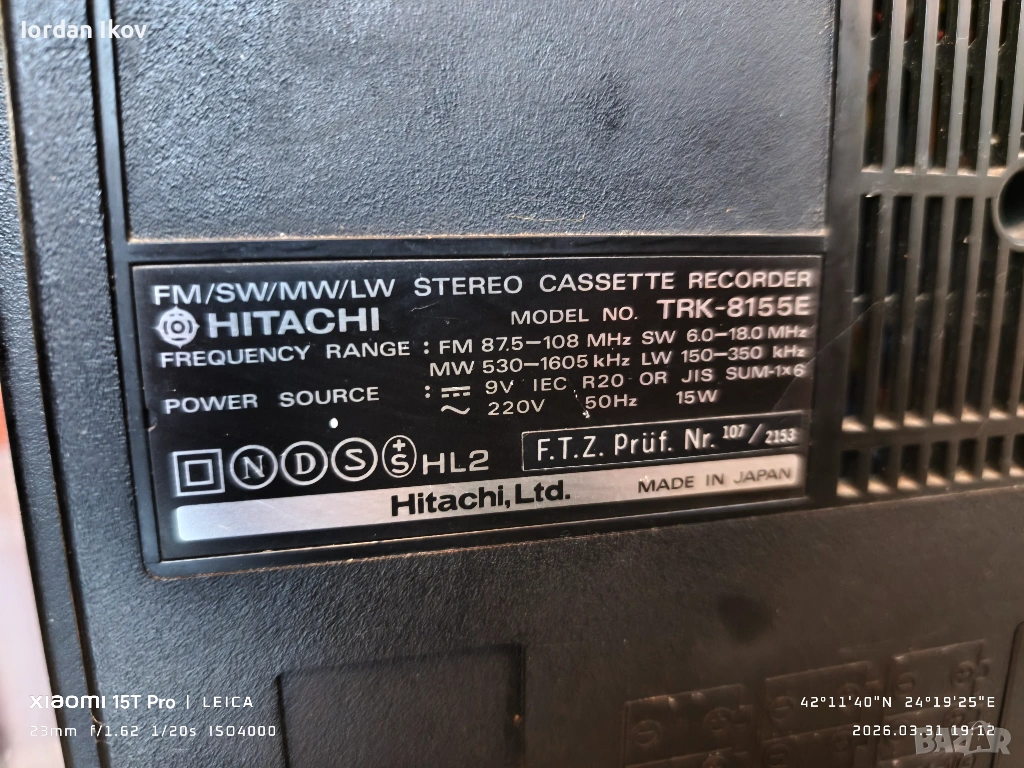 Iordan Ikov
FM/SW/MW/LW STEREO CASSETTE RECORDER
HITACHI MODEL NO. TRK-8155E
FREQUENCY RANGE : FM 87.5–108 MHz SW 6.0–18.0 MHz
MW 530–1605 kHz LW 150–350 kHz
POWER SOURCE : ⎓ 9V IEC R20 OR JIS SUM-1×6
~ 220V 50Hz 15W
N D S +S HL2 F.T.Z. Prüf. Nr. 107/2153
Hitachi, Ltd. MADE IN JAPAN
XIAOMI 15T Pro | LEICA
23mm f/1.62 1/20s ISO4000
42°11'40"N 24°19'25"E
2026.03.31 19:12
BAZAR